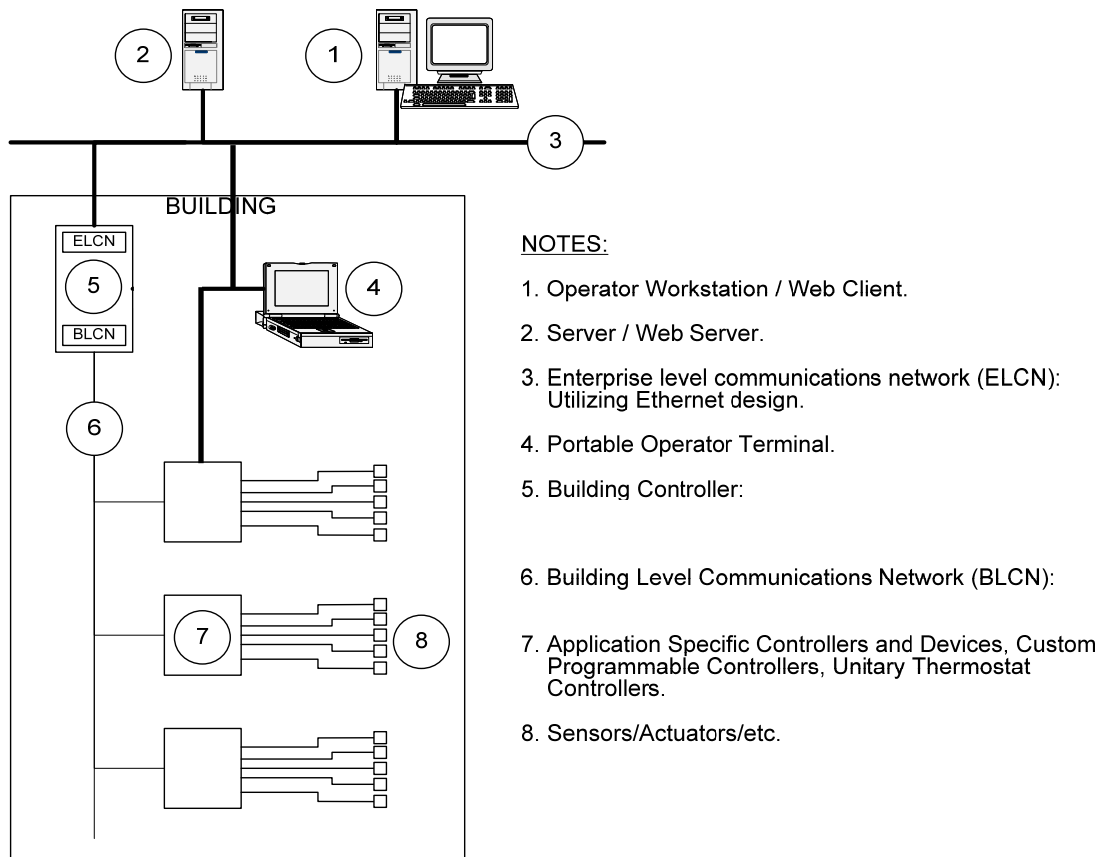 2
1
3
BUILDING
ELCN
5
BLCN
4
6
7
8
NOTES:
1. Operator Workstation / Web Client.
2. Server / Web Server.
3. Enterprise level communications network (ELCN):
Utilizing Ethernet design.
4. Portable Operator Terminal.
5. Building Controller:
6. Building Level Communications Network (BLCN):
7. Application Specific Controllers and Devices, Custom
Programmable Controllers, Unitary Thermostat
Controllers.
8. Sensors/Actuators/etc.